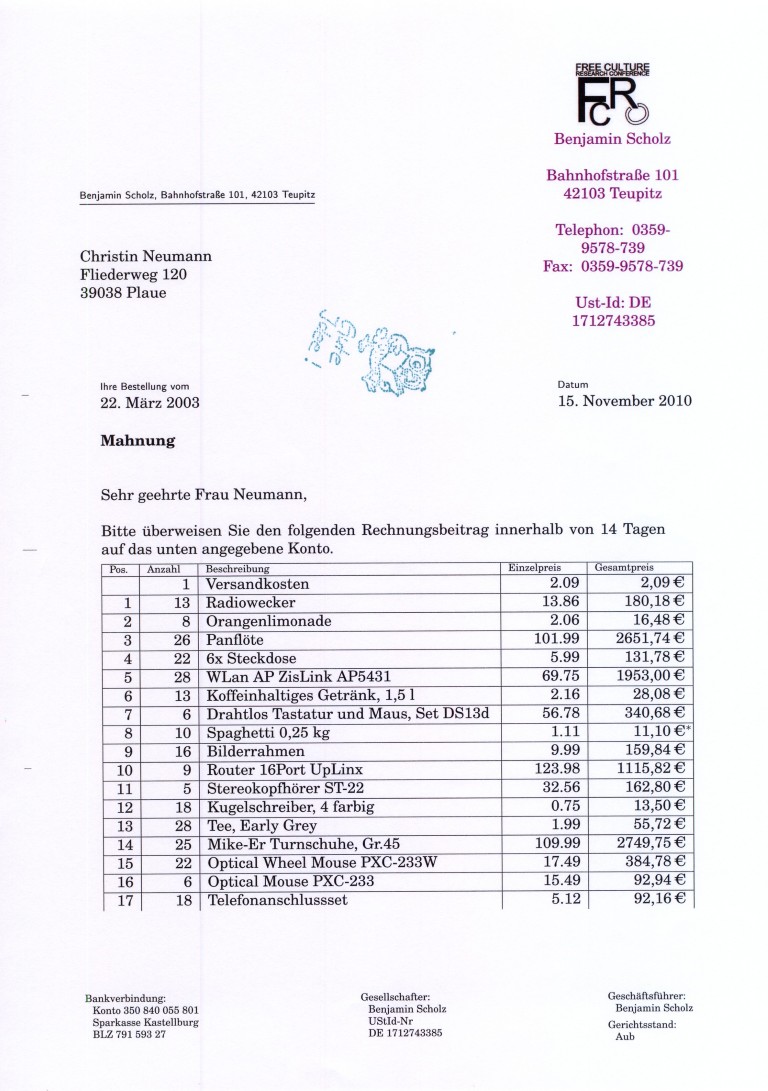 FREE CULTURE
RESEARCH CONFERENCE
FCRC
Benjamin Scholz
Bahnhofstraße 101
42103 Teupitz
Telephon: 0359-
9578-739
Fax: 0359-9578-739
Ust-Id: DE
1712743385
Benjamin Scholz, Bahnhofstraße 101, 42103 Teupitz
Christin Neumann
Fliederweg 120
39038 Plaue
Ihre Bestellung vom
22. März 2003
Datum
15. November 2010
Mahnung
Sehr geehrte Frau Neumann,
Bitte überweisen Sie den folgenden Rechnungsbeitrag innerhalb von 14 Tagen
auf das unten angegebene Konto.
Pos. Anzahl Beschreibung Einzelpreis Gesamtpreis
1 Versandkosten 2.09 2,09 €
1 13 Radiowecker 13.86 180,18 €
2 8 Orangenlimonade 2.06 16,48 €
3 26 Panflöte 101.99 2651,74 €
4 22 6x Steckdose 5.99 131,78 €
5 28 WLan AP ZisLink AP5431 69.75 1953,00 €
6 13 Koffeinhaltiges Getränk, 1,5 l 2.16 28,08 €
7 6 Drahtlos Tastatur und Maus, Set DS13d 56.78 340,68 €
8 10 Spaghetti 0,25 kg 1.11 11,10 €*
9 16 Bilderrahmen 9.99 159,84 €
10 9 Router 16Port UpLinx 123.98 1115,82 €
11 5 Stereokopfhörer ST-22 32.56 162,80 €
12 18 Kugelschreiber, 4 farbig 0.75 13,50 €
13 28 Tee, Early Grey 1.99 55,72 €
14 25 Mike-Er Turnschuhe, Gr.45 109.99 2749,75 €
15 22 Optical Wheel Mouse PXC-233W 17.49 384,78 €
16 6 Optical Mouse PXC-233 15.49 92,94 €
17 18 Telefonanschlussset 5.12 92,16 €
Bankverbindung:
Konto 350 840 055 801
Sparkasse Kastellburg
BLZ 791 593 27
Gesellschafter:
Benjamin Scholz
UStId-Nr
DE 1712743385
Geschäftsführer:
Benjamin Scholz
Gerichtsstand:
Aub